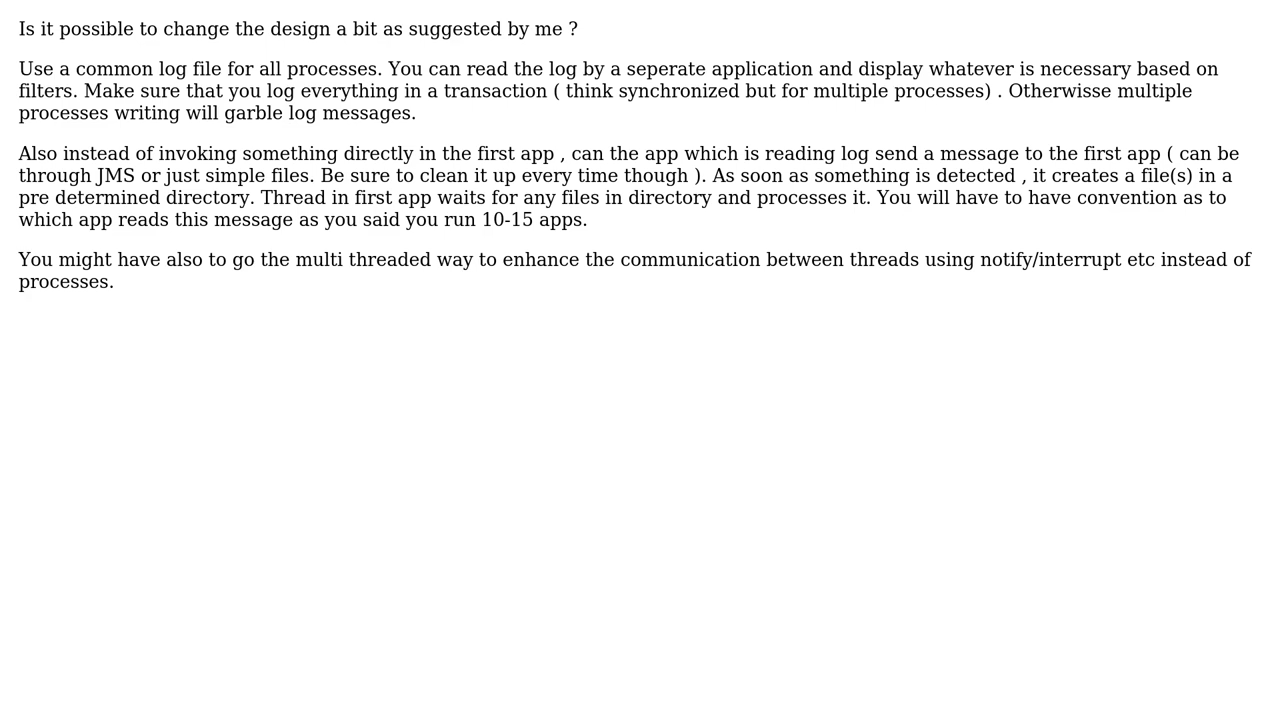 Is it possible to change the design a bit as suggested by me ?
Use a common log file for all processes. You can read the log by a seperate application and display whatever is necessary based on
filters. Make sure that you log everything in a transaction ( think synchronized but for multiple processes) . Otherwisse multiple
processes writing will garble log messages.
Also instead of invoking something directly in the first app , can the app which is reading log send a message to the first app ( can be
through JMS or just simple files. Be sure to clean it up every time though ). As soon as something is detected , it creates a file(s) in a
pre determined directory. Thread in first app waits for any files in directory and processes it. You will have to have convention as to
which app reads this message as you said you run 10-15 apps.
You might have also to go the multi threaded way to enhance the communication between threads using notify/interrupt etc instead of
processes.